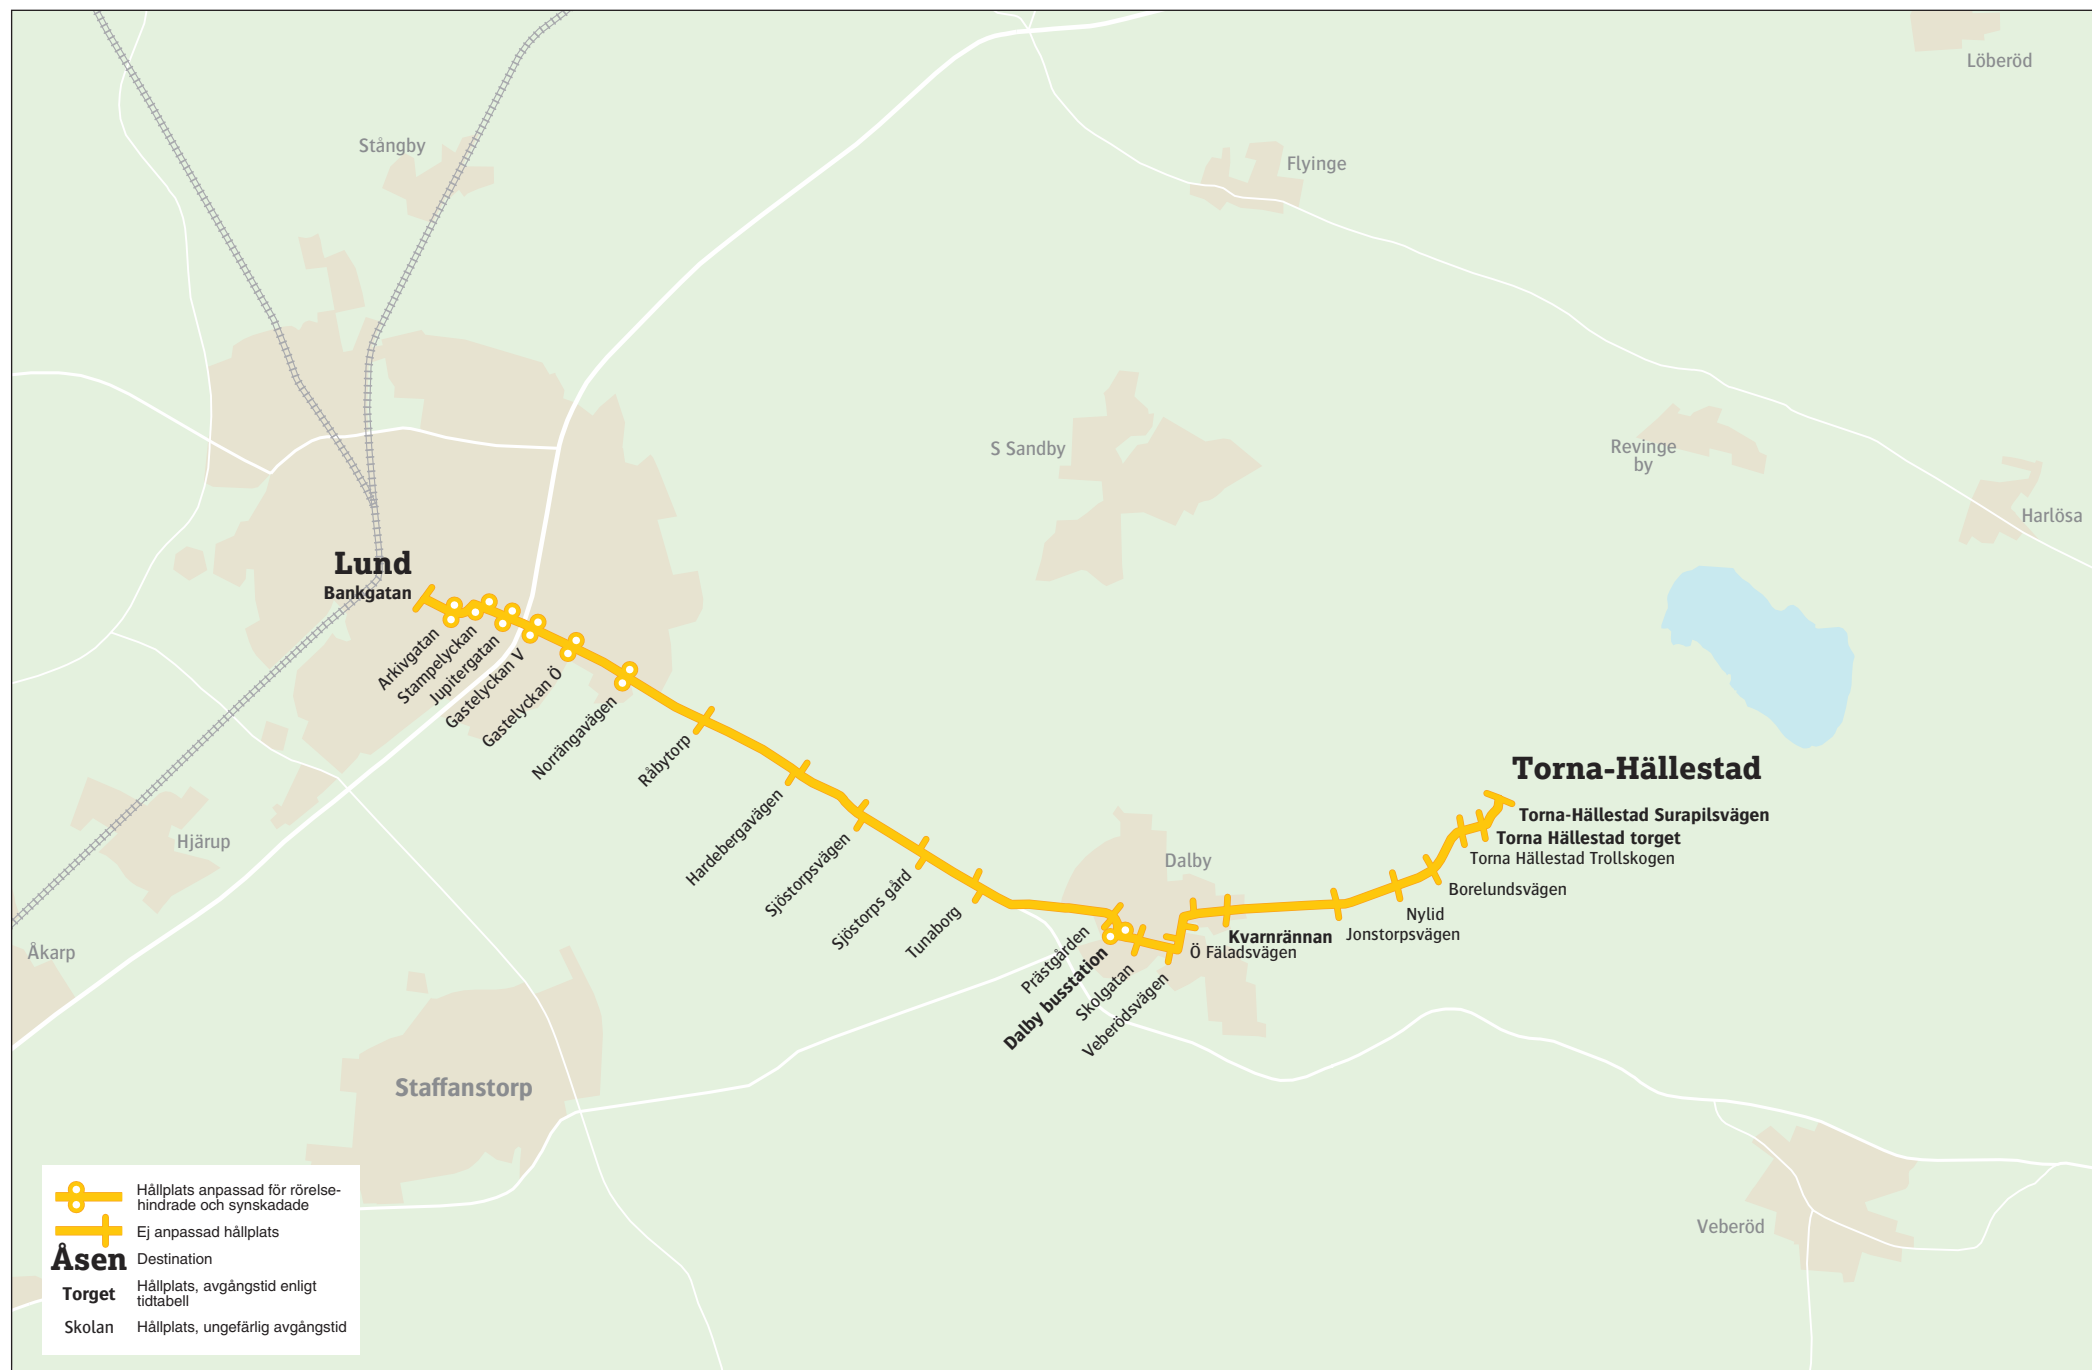 Löberöd
Stångby
Flyinge
S Sandby
Revinge
by
Harlösa
Lund
Bankgatan
Arkivgatan
Stampelyckan
Jupitergatan
Gastelyckan V
Gastelyckan Ö
Norrängavägen
Råbytorp
Hardebergavägen
Sjöstorpsvägen
Sjöstorps gård
Tunaborg
Prästgården
Dalby busstation
Skolgatan
Veberödsvägen
Ö Fäladsvägen
Kvarnrännan
Jonstorpsvägen
Nylid
Borelundsvägen
Torna Hällestad Trollskogen
Torna Hällestad torget
Torna-Hällestad Surapilsvägen
Torna-Hällestad
Dalby
Hjärup
Åkarp
Staffanstorp
Veberöd
Hållplats anpassad för rörelse-
hindrade och synskadade
Ej anpassad hållplats
Åsen Destination
Torget Hållplats, avgångstid enligt
tidtabell
Skolan Hållplats, ungefärlig avgångstid